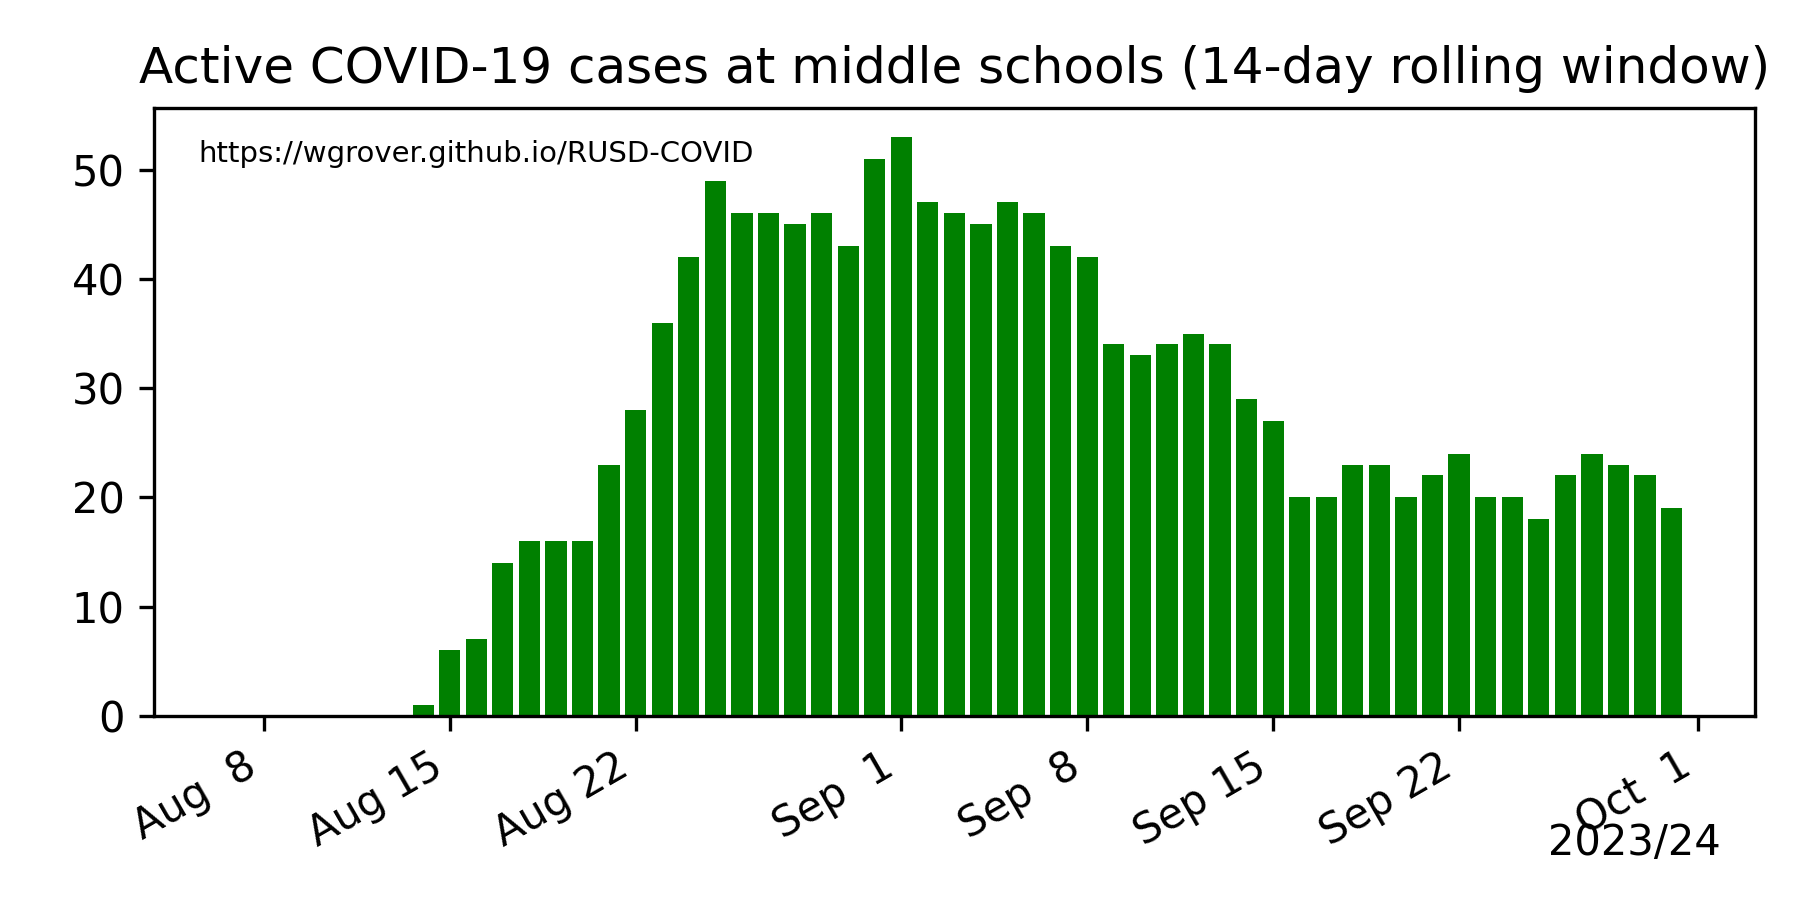 Active COVID-19 cases at middle schools (14-day rolling window)
https://wgrover.github.io/RUSD-COVID
50
40
30
20
10
0
Aug 8
Aug 15
Aug 22
Sep 1
Sep 8
Sep 15
Sep 22
Oct 1
2023/24